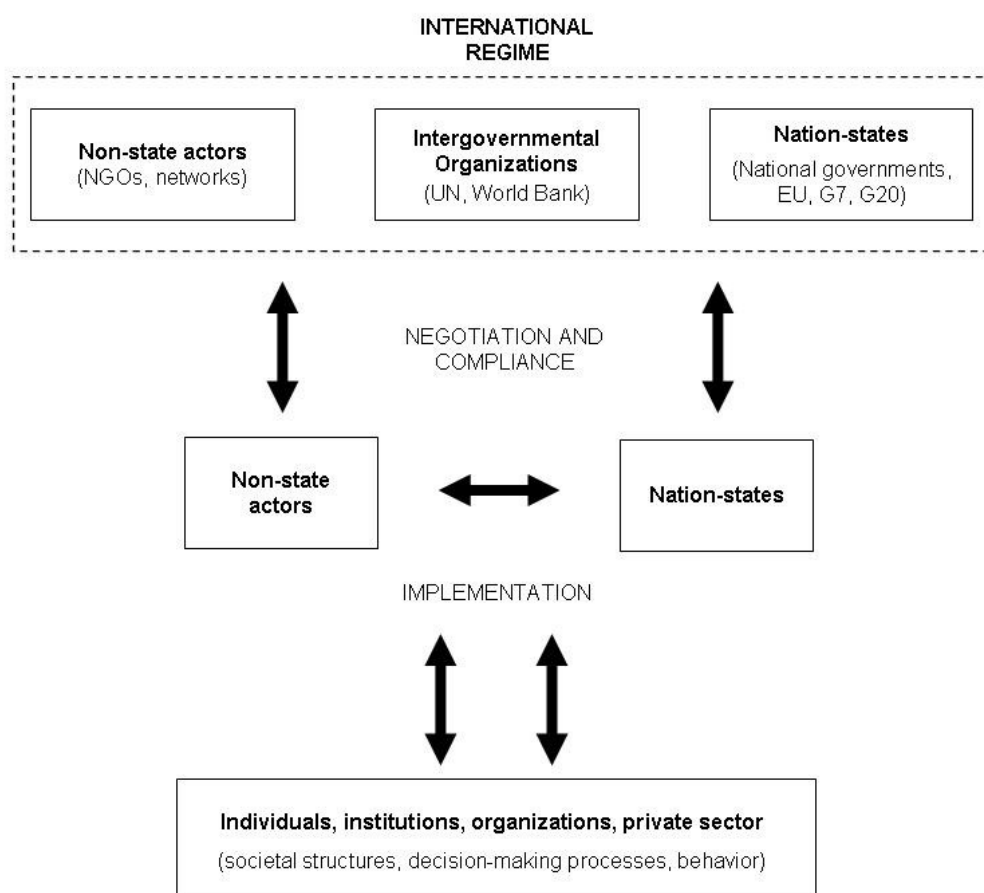 INTERNATIONAL
REGIME
Non-state actors
(NGOs, networks)
Intergovernmental
Organizations
(UN, World Bank)
Nation-states
(National governments,
EU, G7, G20)
NEGOTIATION AND
COMPLIANCE
Non-state
actors
Nation-states
IMPLEMENTATION
Individuals, institutions, organizations, private sector
(societal structures, decision-making processes, behavior)